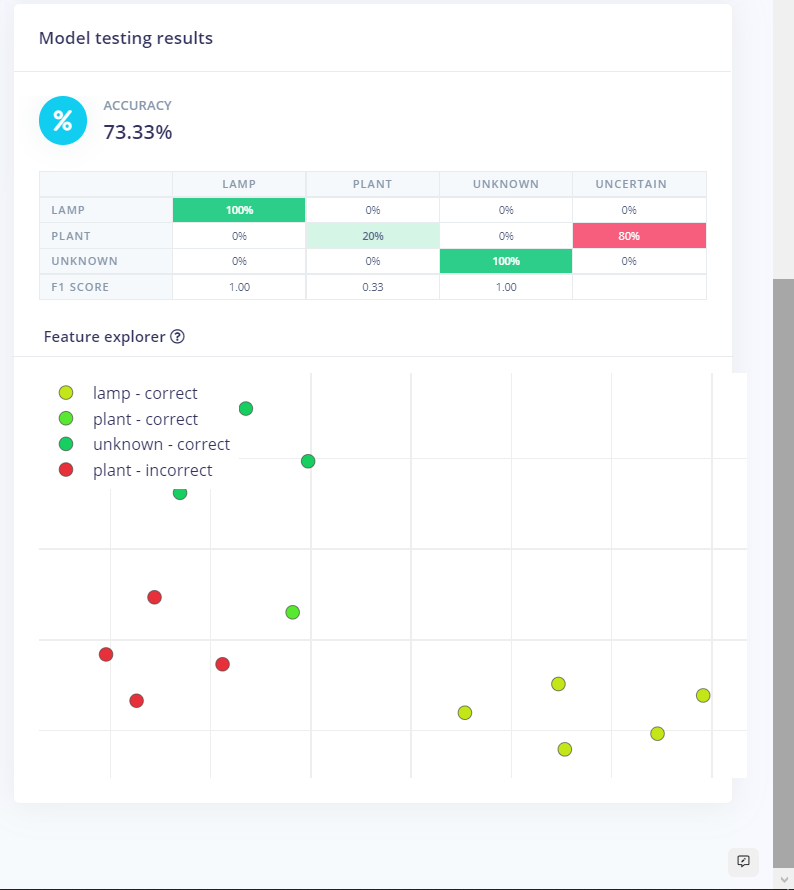 Model testing results
%
ACCURACY
73.33%
LAMP PLANT UNKNOWN UNCERTAIN
LAMP 100% 0% 0% 0%
PLANT 0% 20% 0% 80%
UNKNOWN 0% 0% 100% 0%
F1 SCORE 1.00 0.33 1.00
Feature explorer ?
lamp - correct
plant - correct
unknown - correct
plant - incorrect